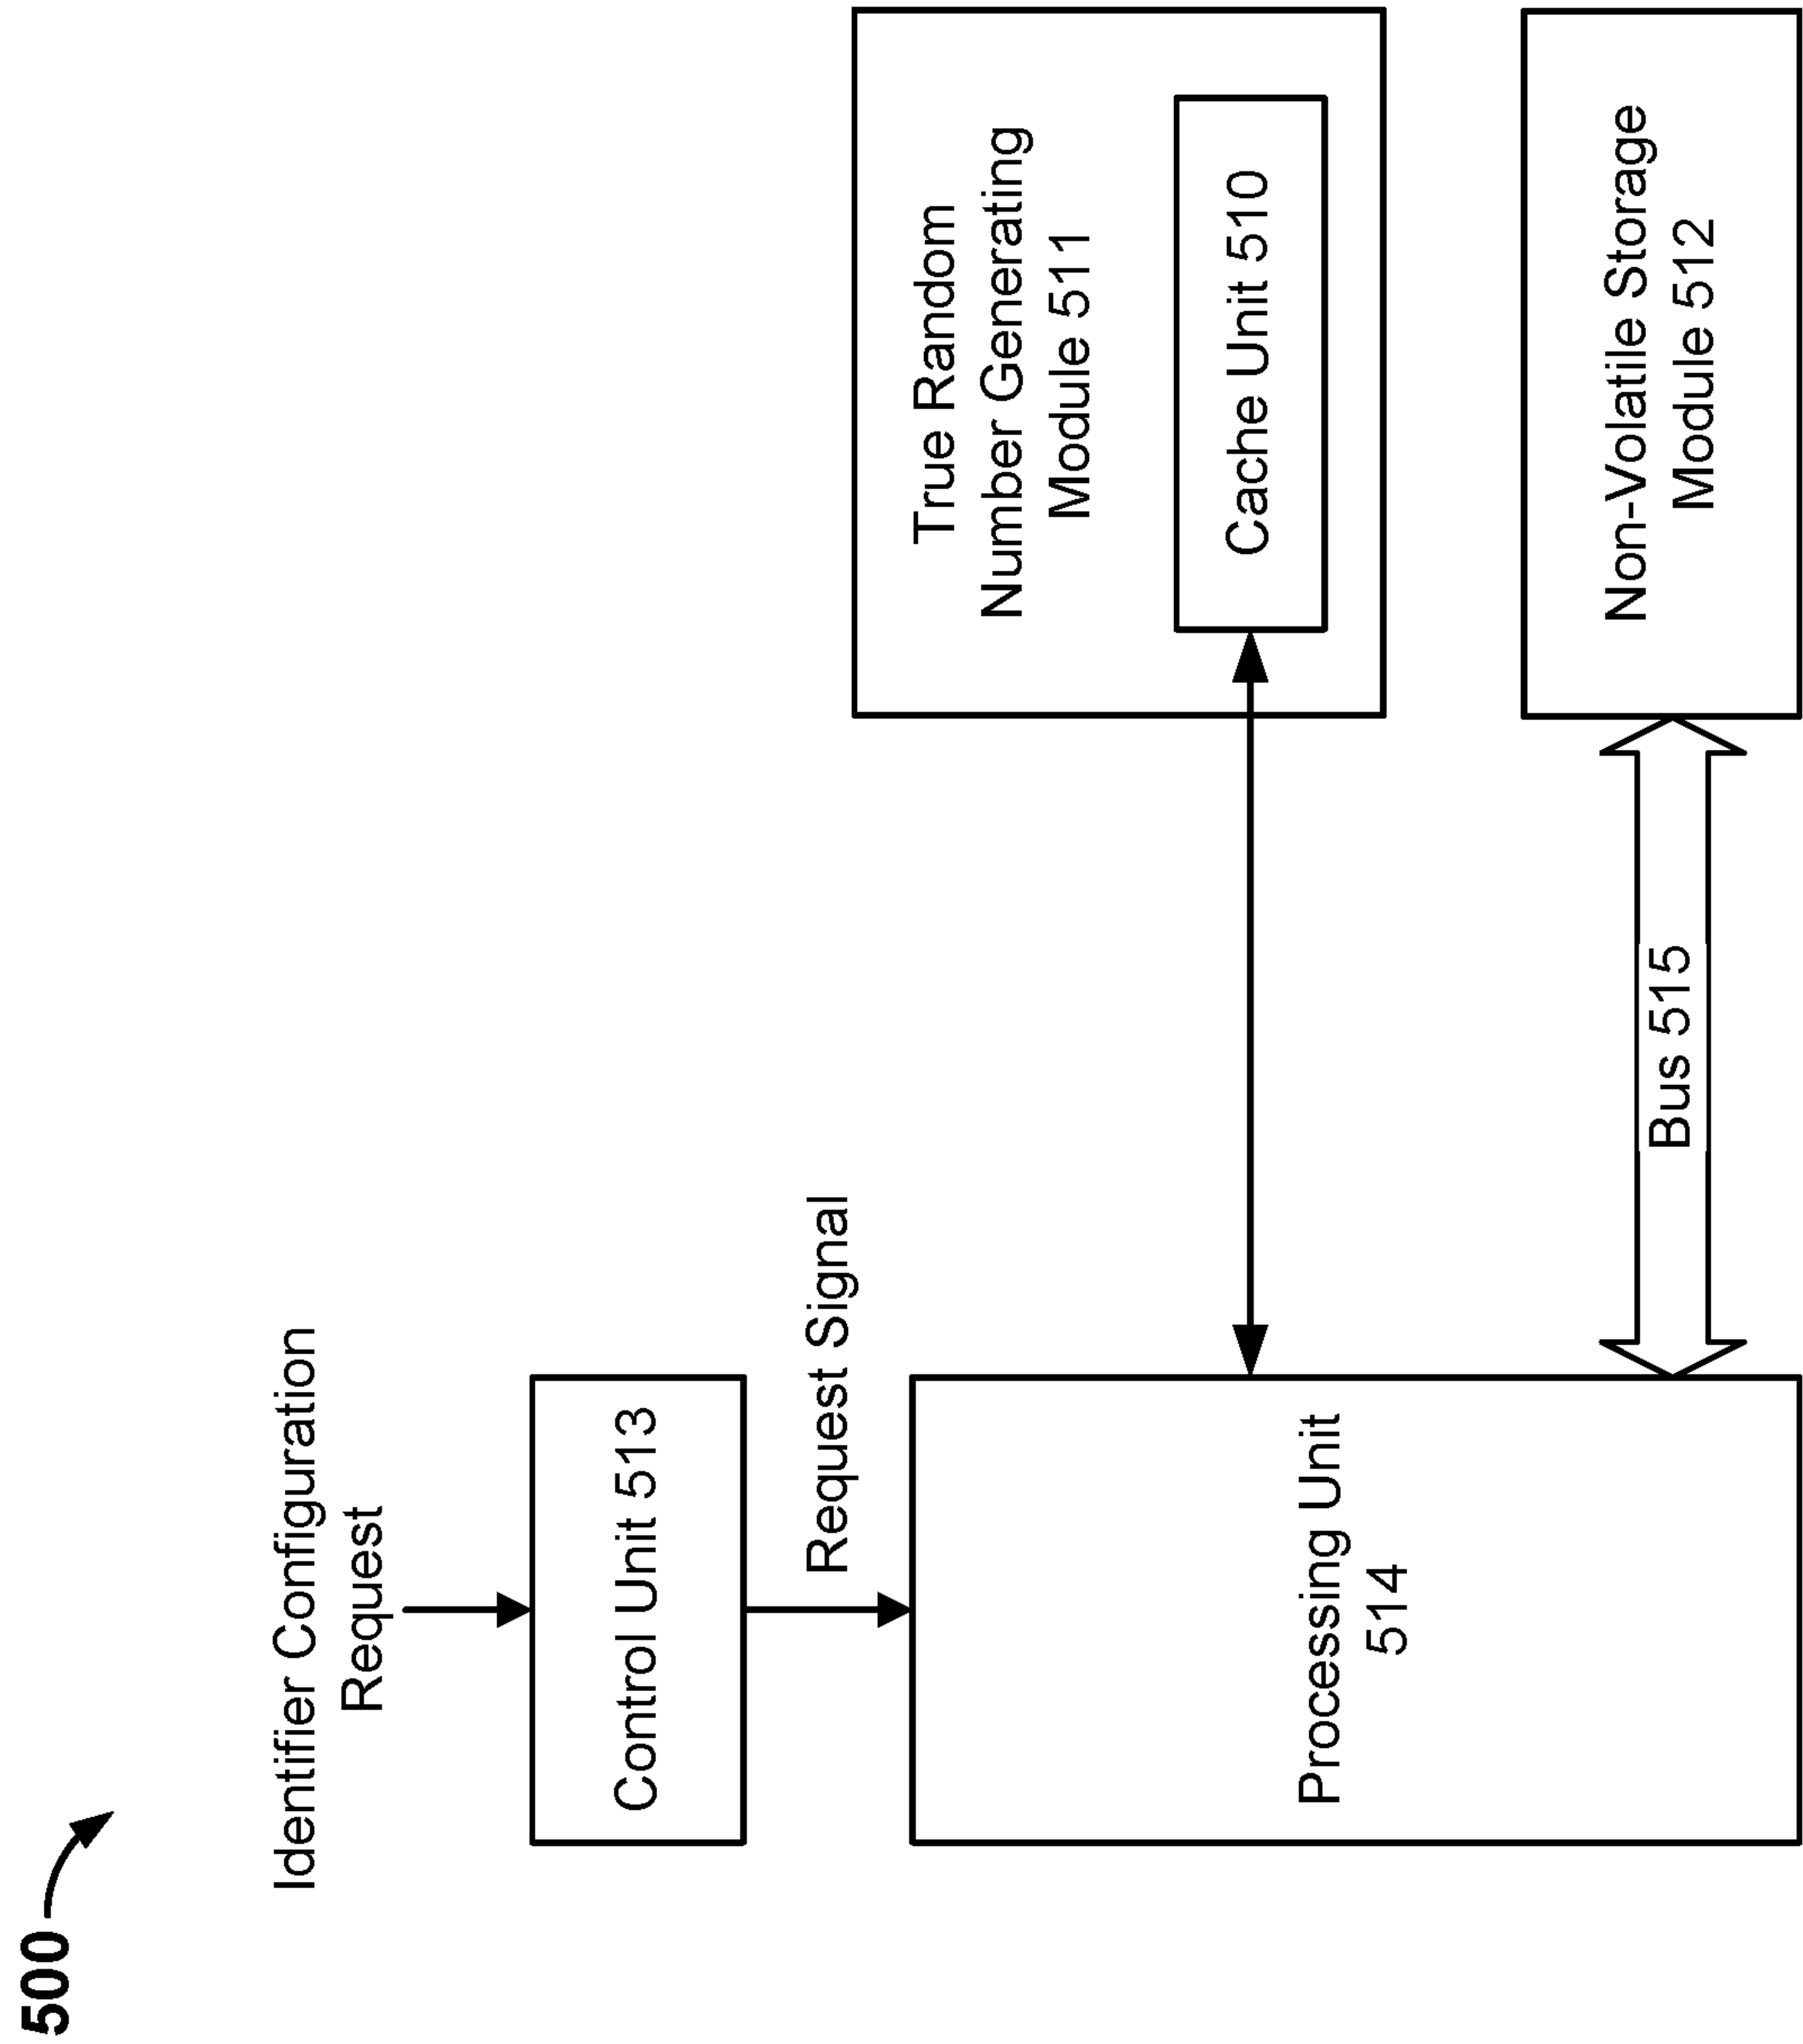 500
Identifier Configuration
Request
Control Unit 513
Request Signal
Processing Unit
514
True Random
Number Generating
Module 511
Cache Unit 510
Bus 515
Non-Volatile Storage
Module 512